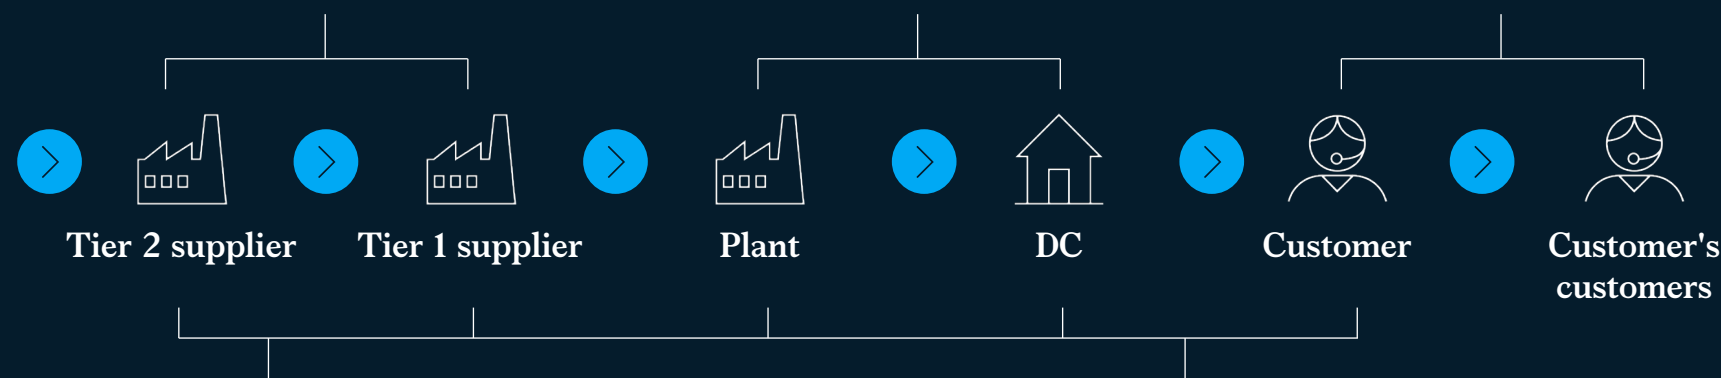 Tier 2 supplier
Tier 1 supplier
Plant
DC
Customer
Customer's
customers